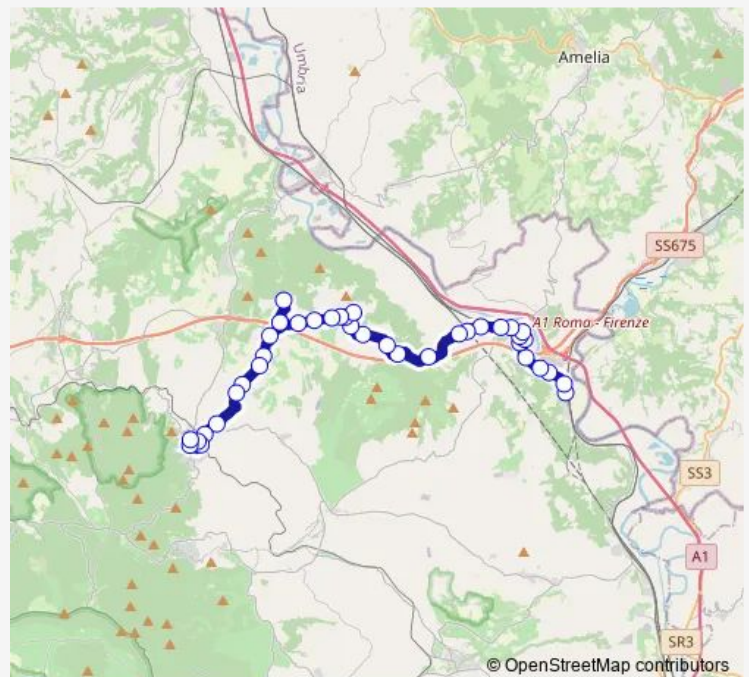 Umbria
Amelia
SS675
A1 Roma - Firenze
SS3
A1
SR3
© OpenStreetMap contributors